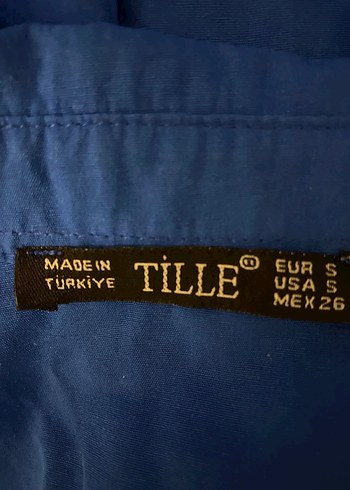 MADE IN
TÜRKİYE
TİLLE®
EUR S
USA S
MEX 26